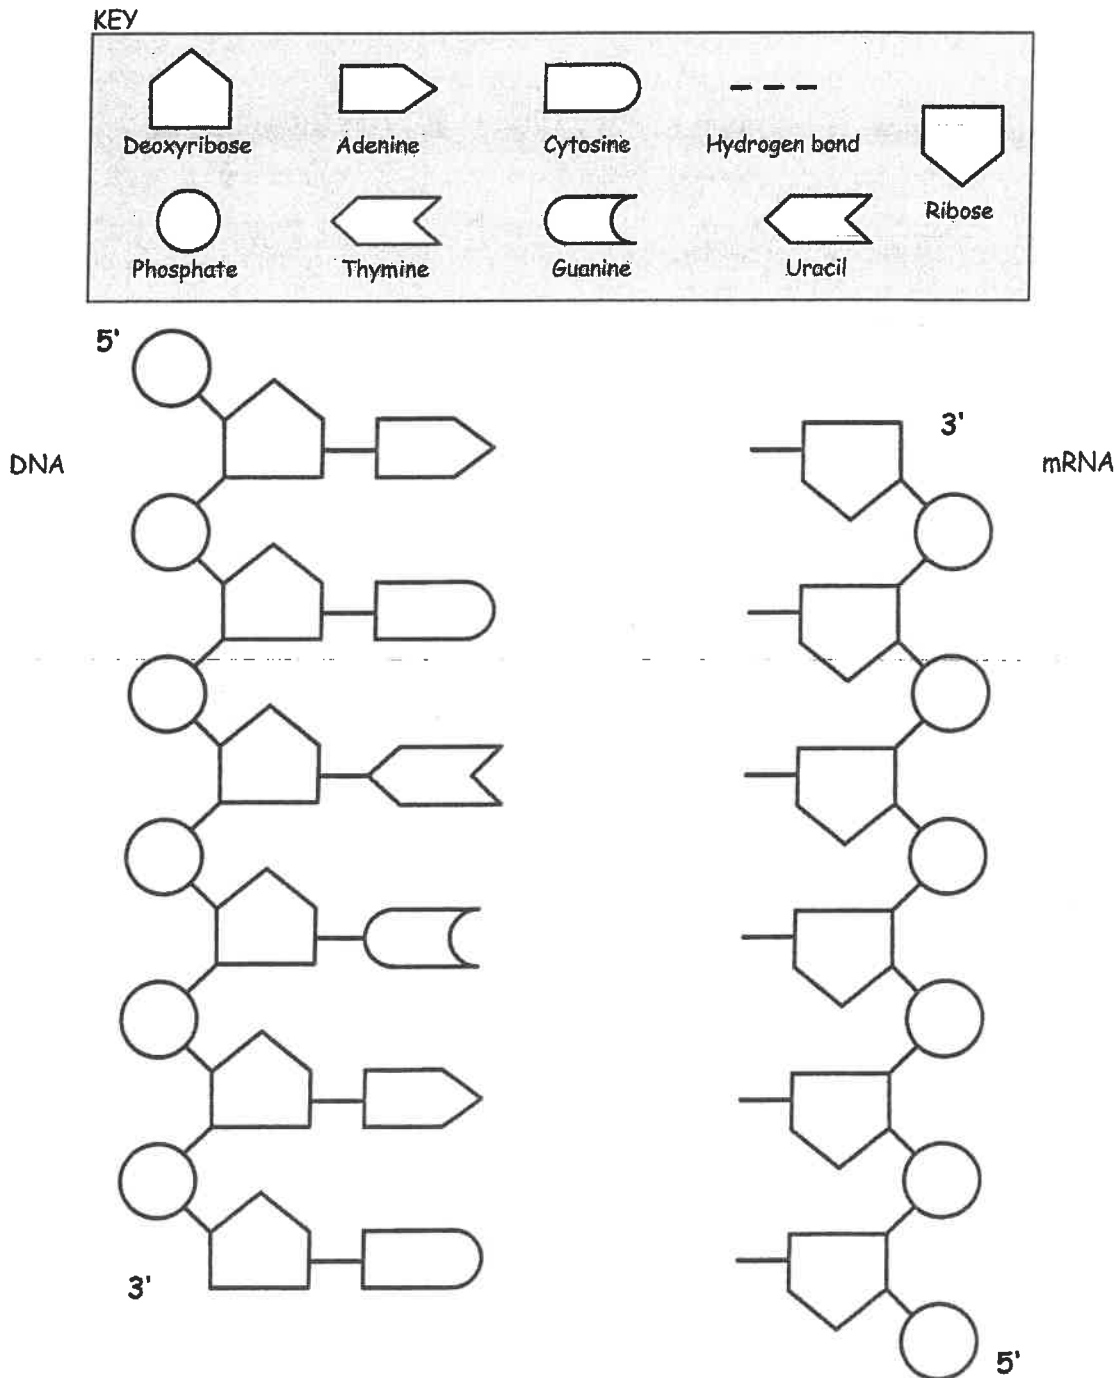 KEY
Deoxyribose Adenine Cytosine Hydrogen bond
Ribose
Phosphate Thymine Guanine Uracil
5'
3'
DNA mRNA
3'
5'